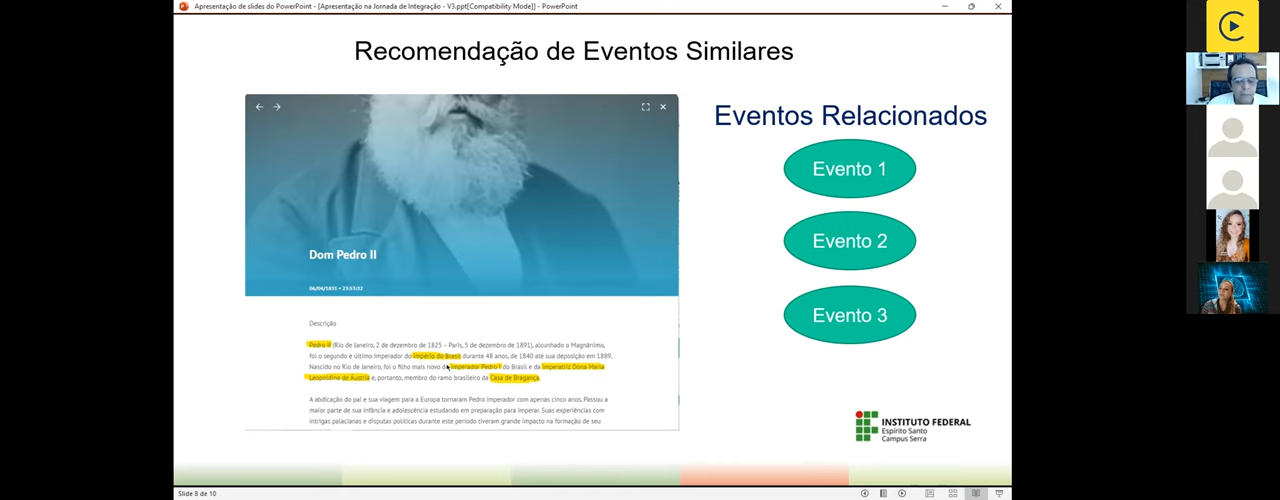 Apresentação de slides do PowerPoint - [Apresentação na Jornada de Integração - V3.ppt[Compatibility Mode]] - PowerPoint
Recomendação de Eventos Similares
Dom Pedro II
06/04/1831 • 23:53:32
Descrição
Pedro II (Rio de Janeiro, 2 de dezembro de 1825 – Paris, 5 de dezembro de 1891), alcunhado o Magnânimo,
foi o segundo e último Imperador do Império do Brasil durante 48 anos, de 1840 até sua deposição em 1889.
Nascido no Rio de Janeiro, foi o filho mais novo do Imperador Pedro I do Brasil e da Imperatriz Dona Maria
Leopoldina de Áustria e, portanto, membro do ramo brasileiro da Casa de Bragança.
A abdicação do pai e sua viagem para a Europa tornaram Pedro imperador com apenas cinco anos. Passou a
maior parte de sua infância e adolescência estudando em preparação para imperar. Suas experiências com
intrigas palacianas e disputas políticas durante este período tiveram grande impacto na formação de seu
Eventos Relacionados
Evento 1
Evento 2
Evento 3
INSTITUTO FEDERAL
Espírito Santo
Campus Serra
Slide 8 de 10